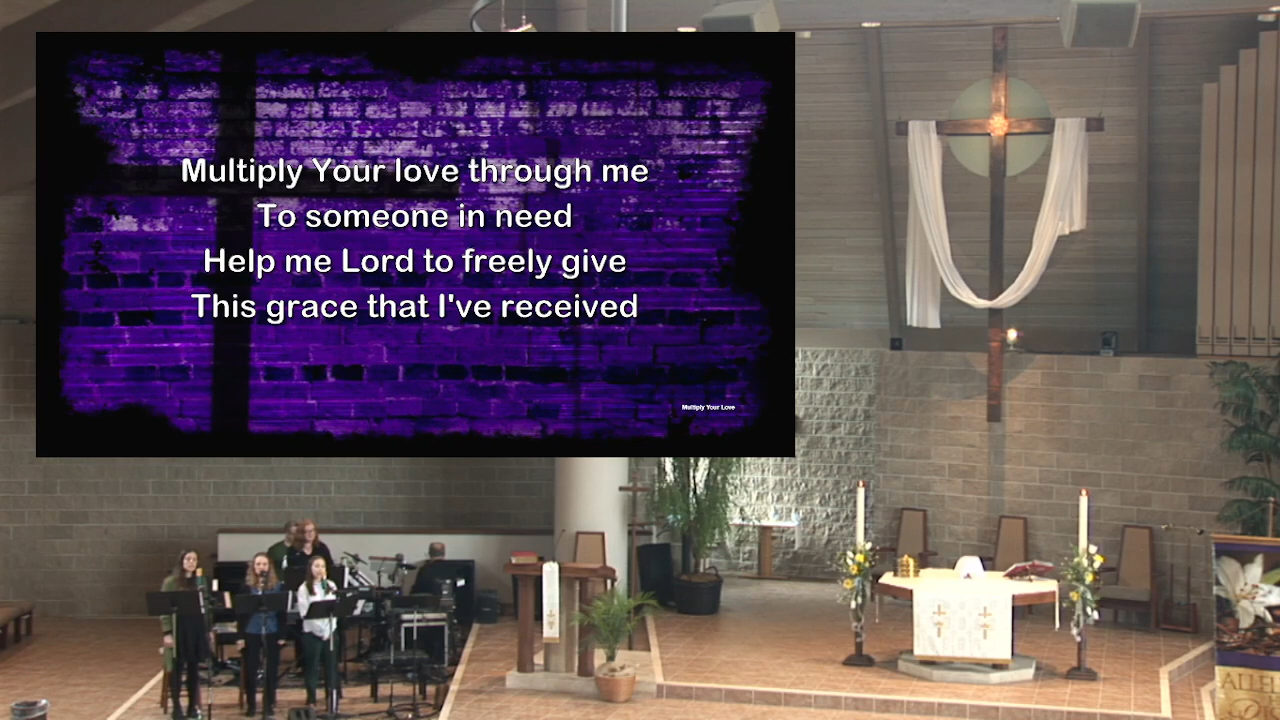 Multiply Your love through me
To someone in need
Help me Lord to freely give
This grace that I've received
Multiply Your Love